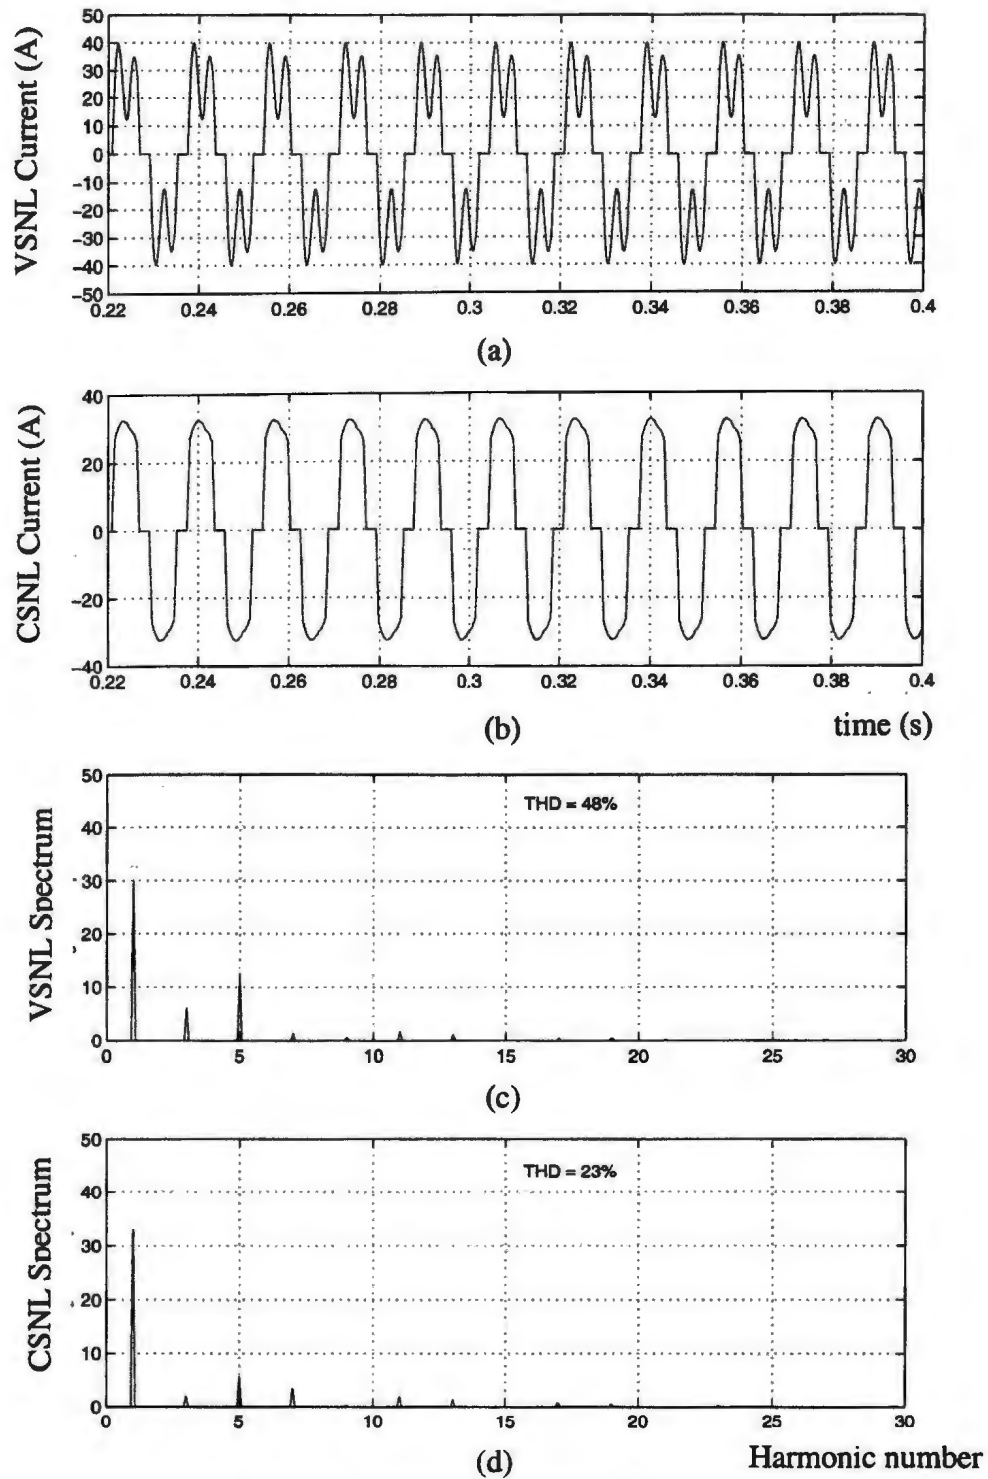 VSNL Current (A)
50
40
30
20
10
0
-10
-20
-30
-40
-50
0.22 0.24 0.26 0.28 0.3 0.32 0.34 0.36 0.38 0.4
(a)
CSNL Current (A)
40
20
0
-20
-40
0.22 0.24 0.26 0.28 0.3 0.32 0.34 0.36 0.38 0.4
(b) time (s)
VSNL Spectrum
50
40
30
20
10
0
THD = 48%
0 5 10 15 20 25 30
(c)
CSNL Spectrum
50
40
30
20
10
0
THD = 23%
0 5 10 15 20 25 30
(d) Harmonic number